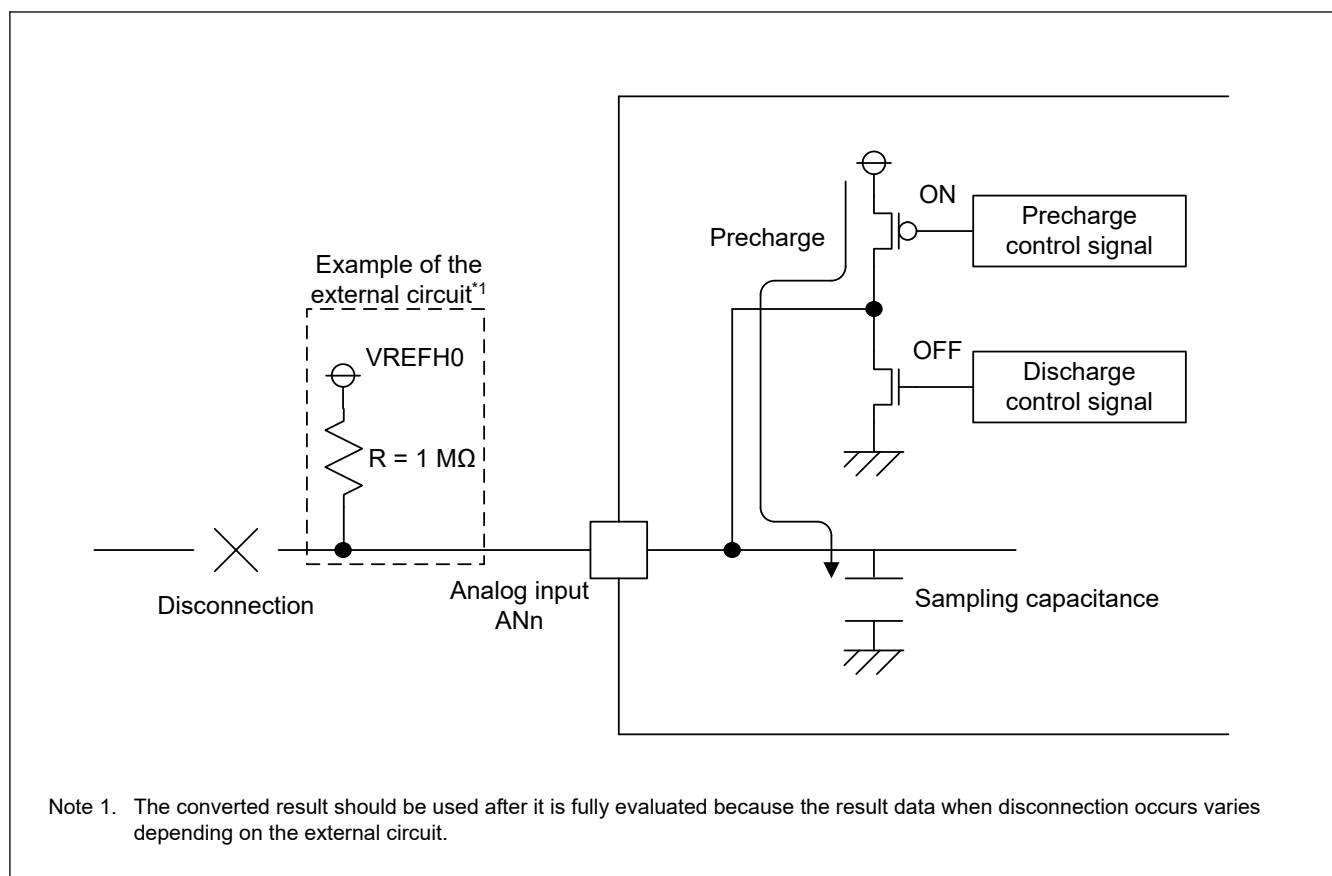 ON
Precharge
control signal
Precharge
Example of the
external circuit*1
VREFH0
OFF
Discharge
control signal
R = 1 MΩ
Analog input
ANn
Disconnection
Sampling capacitance
Note 1. The converted result should be used after it is fully evaluated because the result data when disconnection occurs varies
depending on the external circuit.